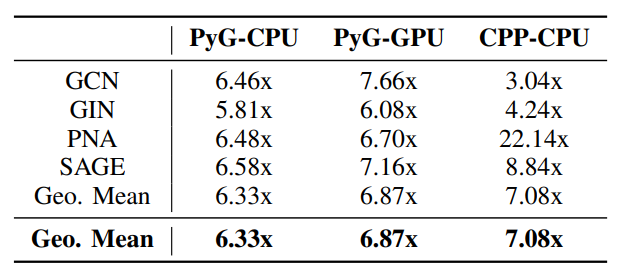 PyG-CPU PyG-GPU CPP-CPU
GCN 6.46x 7.66x 3.04x
GIN 5.81x 6.08x 4.24x
PNA 6.48x 6.70x 22.14x
SAGE 6.58x 7.16x 8.84x
Geo. Mean 6.33x 6.87x 7.08x
Geo. Mean 6.33x 6.87x 7.08x